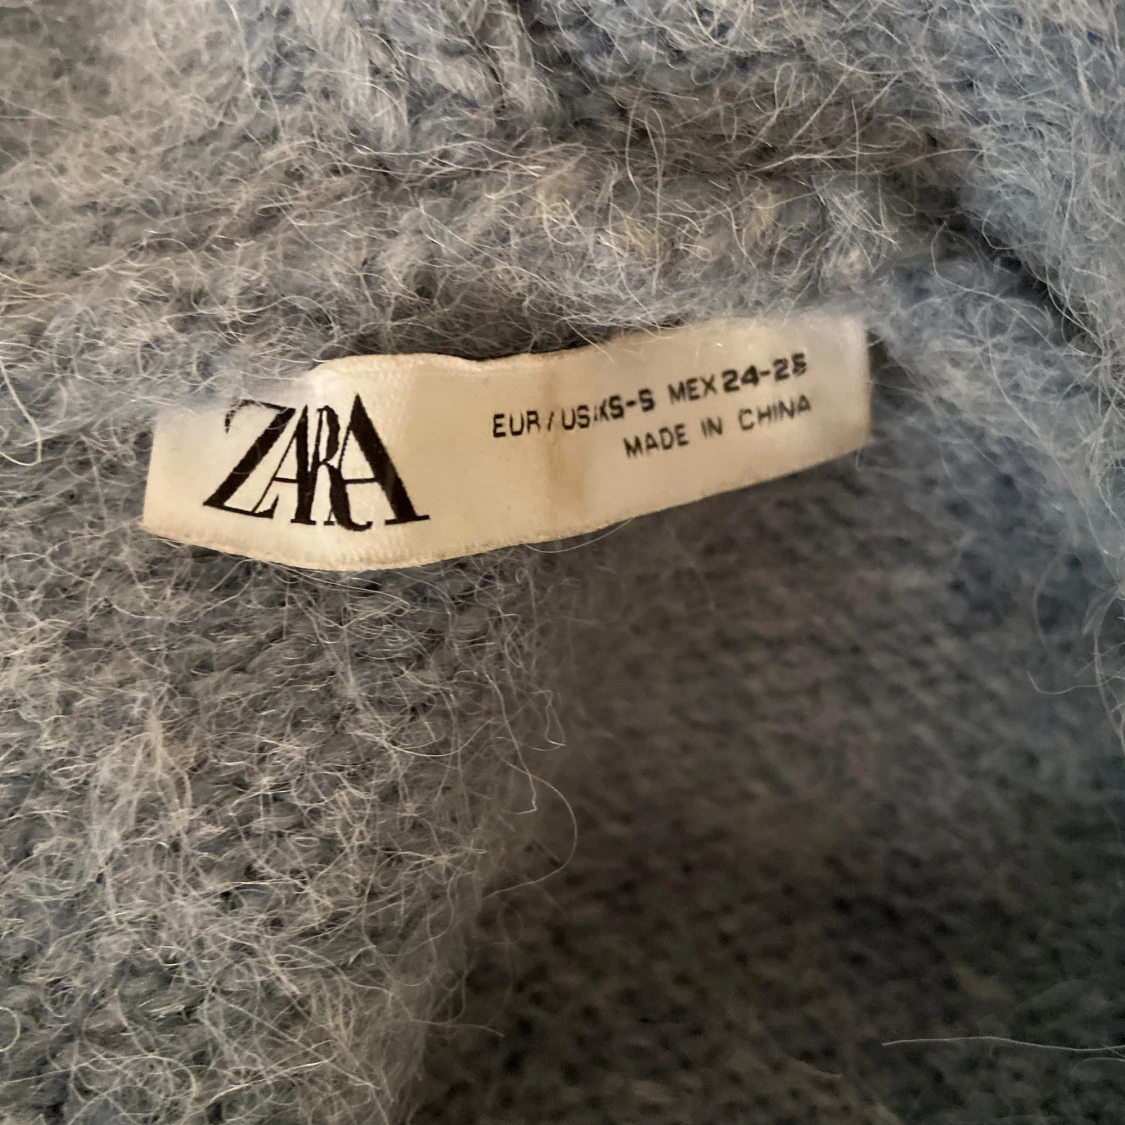 ZARA
EUR / US XS-S MEX 24-26
MADE IN CHINA